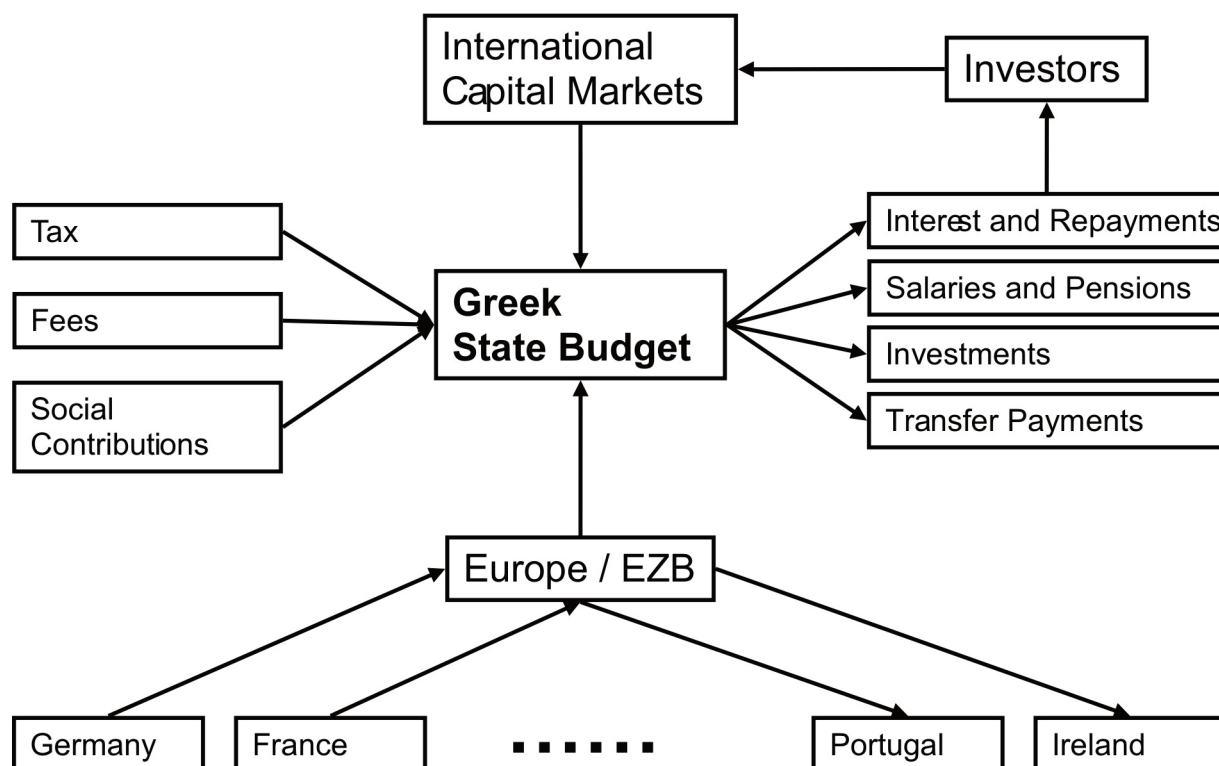 International
Capital Markets
Investors
Tax
Fees
Social
Contributions
Greek
State Budget
Interest and Repayments
Salaries and Pensions
Investments
Transfer Payments
Europe / EZB
Germany
France
......
Portugal
Ireland